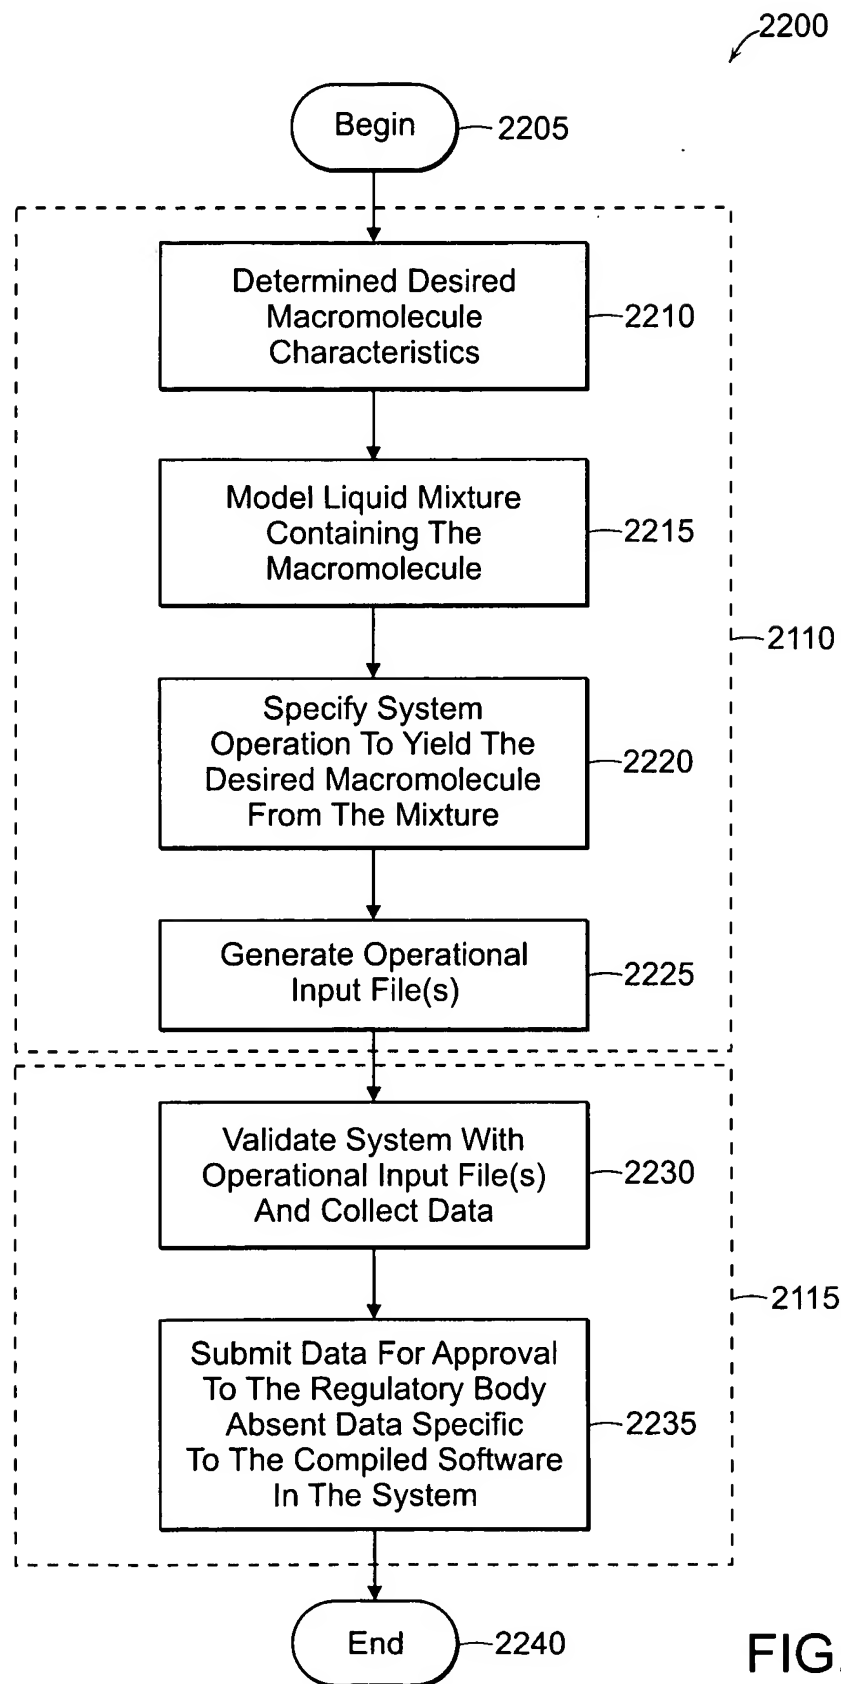 2200
Begin
2205
Determined Desired
Macromolecule
Characteristics
2210
Model Liquid Mixture
Containing The
Macromolecule
2215
2110
Specify System
Operation To Yield The
Desired Macromolecule
From The Mixture
2220
Generate Operational
Input File(s)
2225
Validate System With
Operational Input File(s)
And Collect Data
2230
2115
Submit Data For Approval
To The Regulatory Body
Absent Data Specific
To The Compiled Software
In The System
2235
End
2240
FIG.